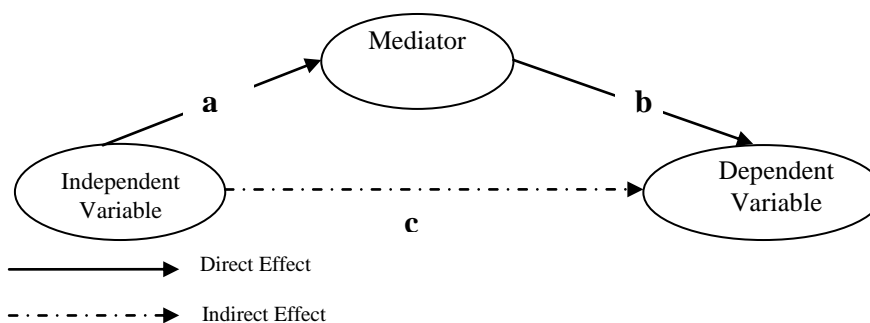 Mediator
a
b
Independent
Variable
Dependent
Variable
c
Direct Effect
Indirect Effect